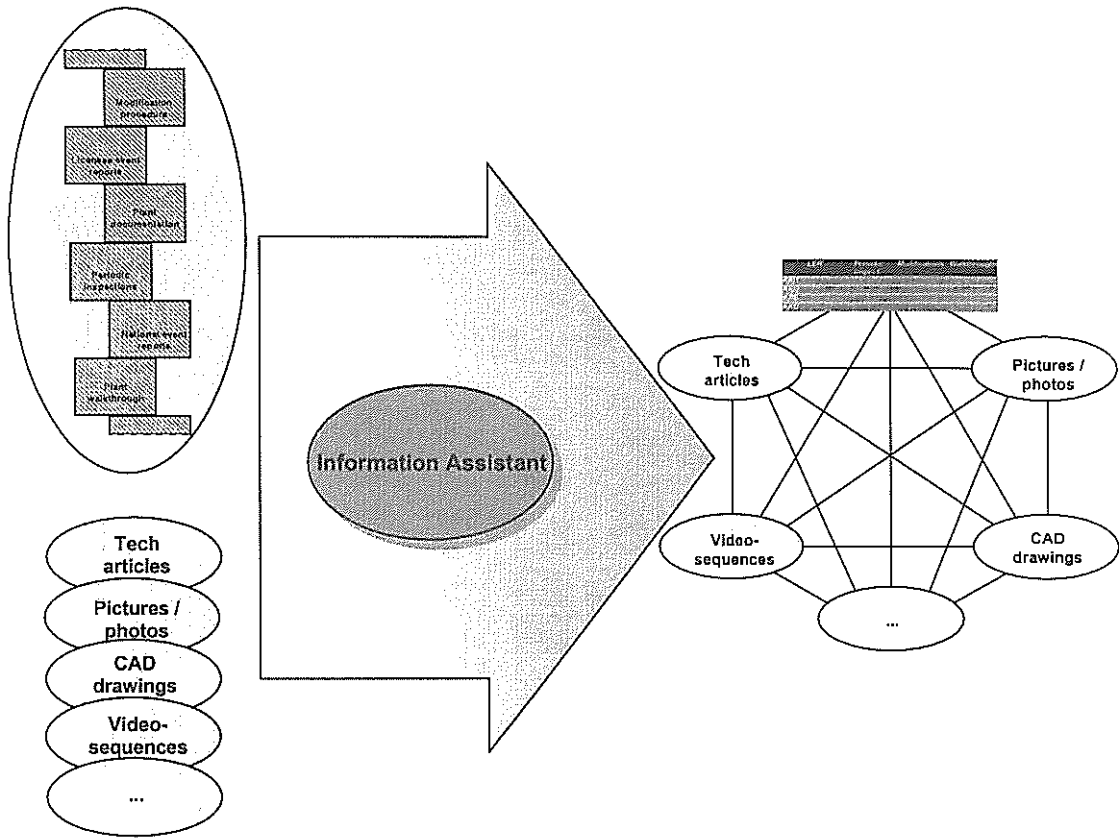 Modification
procedure
Licensee event
reports
Plant
documentation
Periodic
inspections
National event
reports
Plant
walkthrough
Tech
articles
Pictures /
photos
CAD
drawings
Video-
sequences
...
Information Assistant
Tech
articles
Pictures /
photos
Video-
sequences
CAD
drawings
...